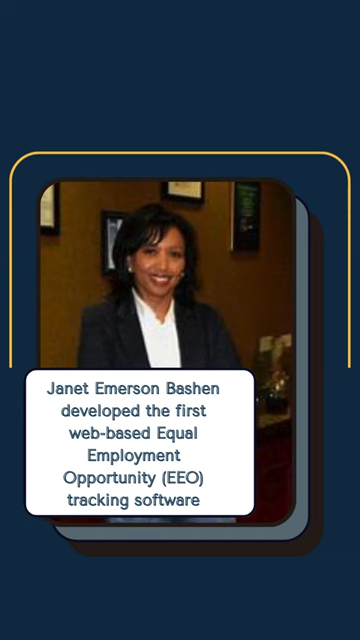 Janet Emerson Bashen
developed the first
web-based Equal
Employment
Opportunity (EEO)
tracking software